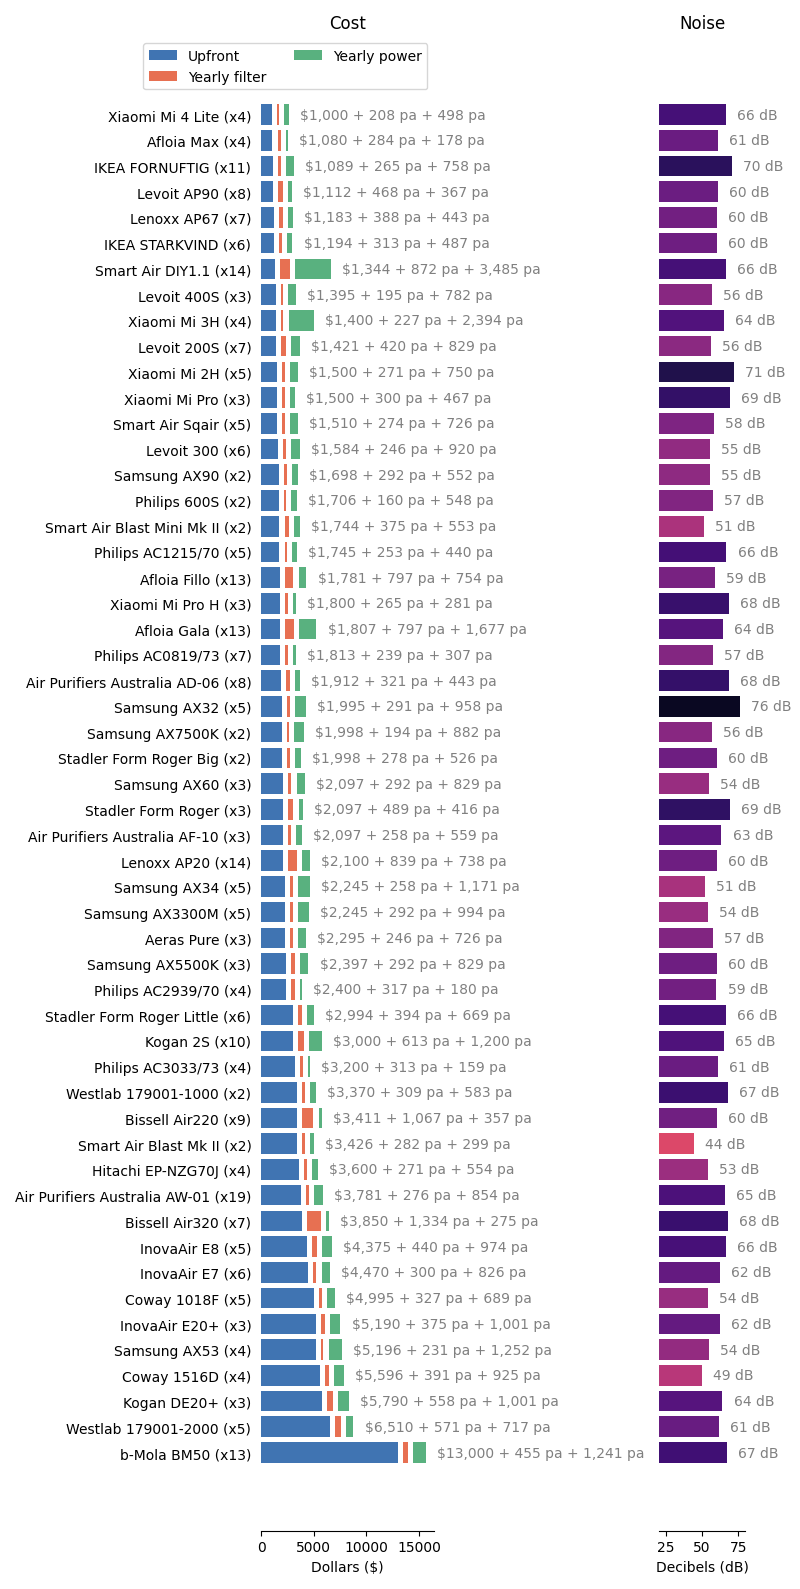 Cost Noise
Upfront Yearly power
Yearly filter
Xiaomi Mi 4 Lite (x4) $1,000 + 208 pa + 498 pa 66 dB
Afloia Max (x4) $1,080 + 284 pa + 178 pa 61 dB
IKEA FORNUFTIG (x11) $1,089 + 265 pa + 758 pa 70 dB
Levoit AP90 (x8) $1,112 + 468 pa + 367 pa 60 dB
Lenoxx AP67 (x7) $1,183 + 388 pa + 443 pa 60 dB
IKEA STARKVIND (x6) $1,194 + 313 pa + 487 pa 60 dB
Smart Air DIY1.1 (x14) $1,344 + 872 pa + 3,485 pa 66 dB
Levoit 400S (x3) $1,395 + 195 pa + 782 pa 56 dB
Xiaomi Mi 3H (x4) $1,400 + 227 pa + 2,394 pa 64 dB
Levoit 200S (x7) $1,421 + 420 pa + 829 pa 56 dB
Xiaomi Mi 2H (x5) $1,500 + 271 pa + 750 pa 71 dB
Xiaomi Mi Pro (x3) $1,500 + 300 pa + 467 pa 69 dB
Smart Air Sqair (x5) $1,510 + 274 pa + 726 pa 58 dB
Levoit 300 (x6) $1,584 + 246 pa + 920 pa 55 dB
Samsung AX90 (x2) $1,698 + 292 pa + 552 pa 55 dB
Philips 600S (x2) $1,706 + 160 pa + 548 pa 57 dB
Smart Air Blast Mini Mk II (x2) $1,744 + 375 pa + 553 pa 51 dB
Philips AC1215/70 (x5) $1,745 + 253 pa + 440 pa 66 dB
Afloia Fillo (x13) $1,781 + 797 pa + 754 pa 59 dB
Xiaomi Mi Pro H (x3) $1,800 + 265 pa + 281 pa 68 dB
Afloia Gala (x13) $1,807 + 797 pa + 1,677 pa 64 dB
Philips AC0819/73 (x7) $1,813 + 239 pa + 307 pa 57 dB
Air Purifiers Australia AD-06 (x8) $1,912 + 321 pa + 443 pa 68 dB
Samsung AX32 (x5) $1,995 + 291 pa + 958 pa 76 dB
Samsung AX7500K (x2) $1,998 + 194 pa + 882 pa 56 dB
Stadler Form Roger Big (x2) $1,998 + 278 pa + 526 pa 60 dB
Samsung AX60 (x3) $2,097 + 292 pa + 829 pa 54 dB
Stadler Form Roger (x3) $2,097 + 489 pa + 416 pa 69 dB
Air Purifiers Australia AF-10 (x3) $2,097 + 258 pa + 559 pa 63 dB
Lenoxx AP20 (x14) $2,100 + 839 pa + 738 pa 60 dB
Samsung AX34 (x5) $2,245 + 258 pa + 1,171 pa 51 dB
Samsung AX3300M (x5) $2,245 + 292 pa + 994 pa 54 dB
Aeras Pure (x3) $2,295 + 246 pa + 726 pa 57 dB
Samsung AX5500K (x3) $2,397 + 292 pa + 829 pa 60 dB
Philips AC2939/70 (x4) $2,400 + 317 pa + 180 pa 59 dB
Stadler Form Roger Little (x6) $2,994 + 394 pa + 669 pa 66 dB
Kogan 2S (x10) $3,000 + 613 pa + 1,200 pa 65 dB
Philips AC3033/73 (x4) $3,200 + 313 pa + 159 pa 61 dB
Westlab 179001-1000 (x2) $3,370 + 309 pa + 583 pa 67 dB
Bissell Air220 (x9) $3,411 + 1,067 pa + 357 pa 60 dB
Smart Air Blast Mk II (x2) $3,426 + 282 pa + 299 pa 44 dB
Hitachi EP-NZG70J (x4) $3,600 + 271 pa + 554 pa 53 dB
Air Purifiers Australia AW-01 (x19) $3,781 + 276 pa + 854 pa 65 dB
Bissell Air320 (x7) $3,850 + 1,334 pa + 275 pa 68 dB
InovaAir E8 (x5) $4,375 + 440 pa + 974 pa 66 dB
InovaAir E7 (x6) $4,470 + 300 pa + 826 pa 62 dB
Coway 1018F (x5) $4,995 + 327 pa + 689 pa 54 dB
InovaAir E20+ (x3) $5,190 + 375 pa + 1,001 pa 62 dB
Samsung AX53 (x4) $5,196 + 231 pa + 1,252 pa 54 dB
Coway 1516D (x4) $5,596 + 391 pa + 925 pa 49 dB
Kogan DE20+ (x3) $5,790 + 558 pa + 1,001 pa 64 dB
Westlab 179001-2000 (x5) $6,510 + 571 pa + 717 pa 61 dB
b-Mola BM50 (x13) $13,000 + 455 pa + 1,241 pa 67 dB
0 5000 10000 15000 25 50 75
Dollars ($) Decibels (dB)